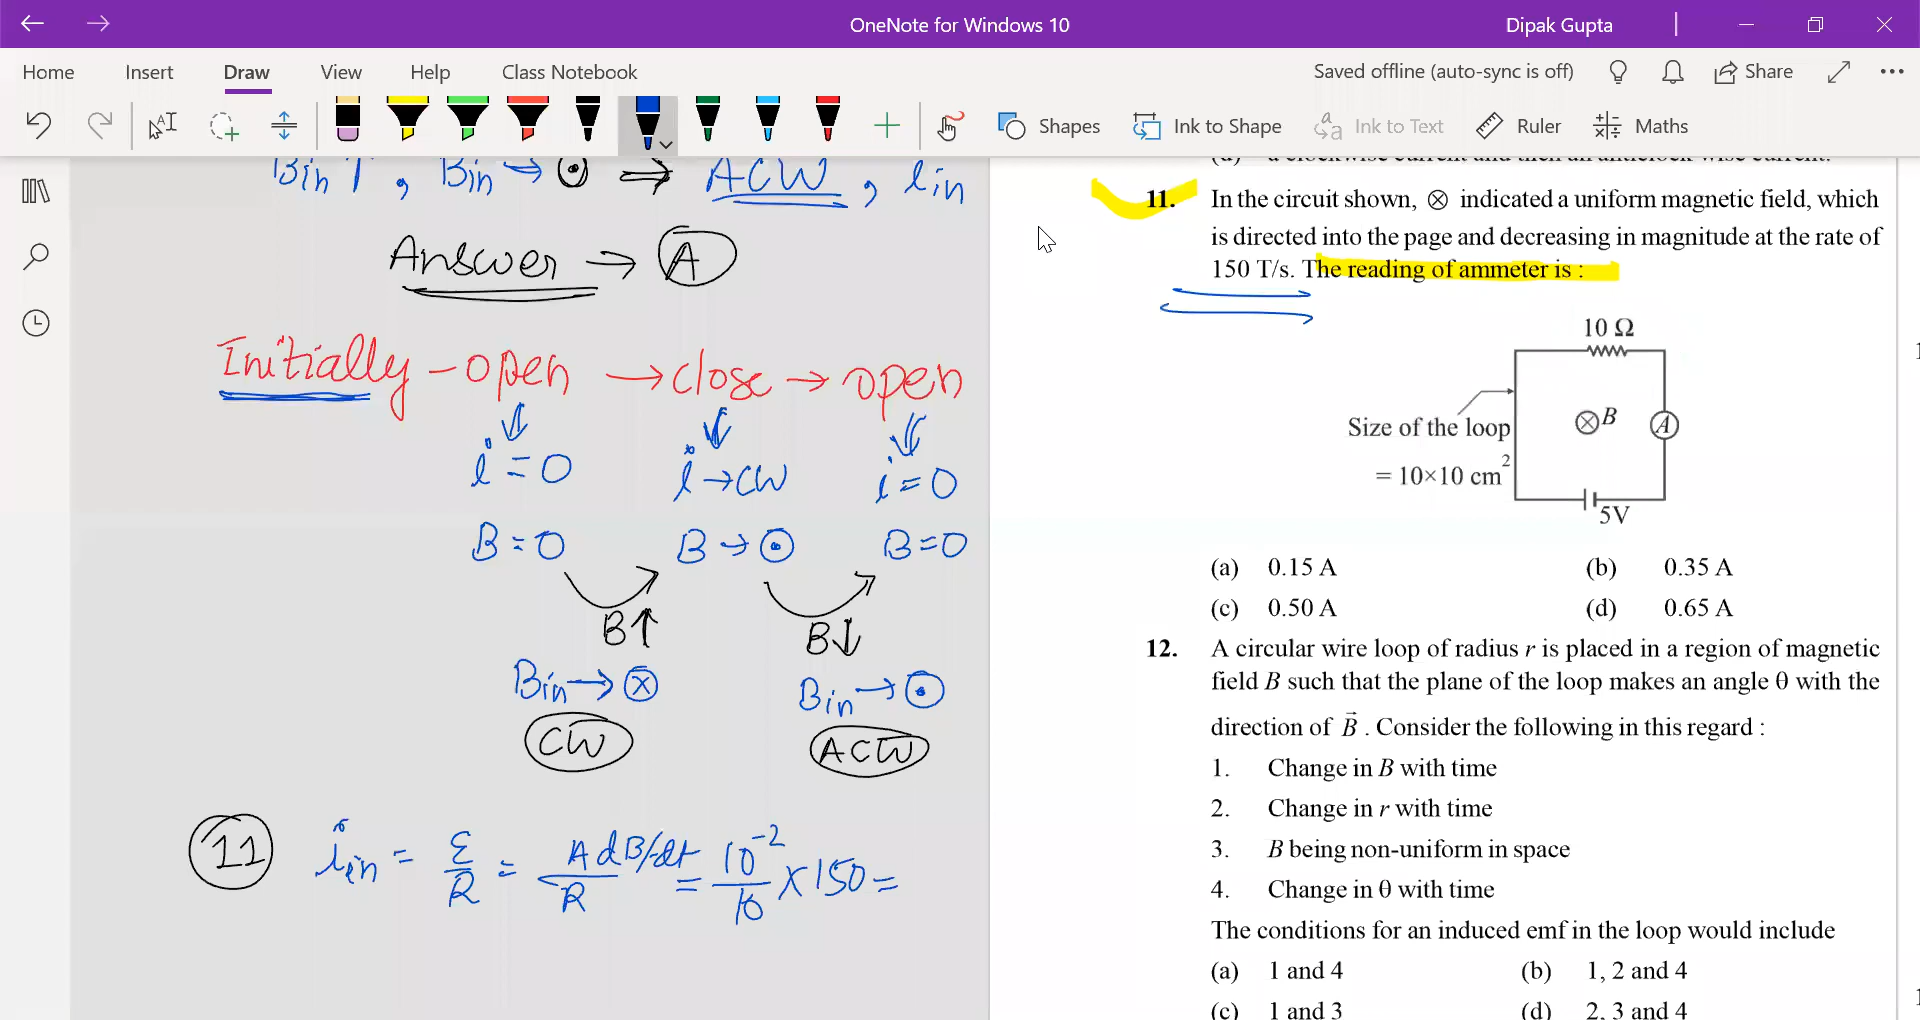 OneNote for Windows 10
Dipak Gupta
Home Insert Draw View Help Class Notebook
Saved offline (auto-sync is off) Share
Shapes Ink to Shape Ink to Text Ruler Maths
Bin ↑, Bin → ⊙ ⇒ ACW, iin
Answer → A
Initially - open → close → open
i = 0 i → CW i = 0
B = 0 B → ⊙ B = 0
B↑ B↓
Bin → ⊗ Bin → ⊙
CW ACW
11 iin = ε/R = A dB/dt / R = 10⁻²/10 × 150 =
(d) a clockwise current and then an anticlock wise current.
11. In the circuit shown, ⊗ indicated a uniform magnetic field, which
is directed into the page and decreasing in magnitude at the rate of
150 T/s. The reading of ammeter is :
10 Ω
Size of the loop
= 10×10 cm²
⊗B A
5V
(a) 0.15 A (b) 0.35 A
(c) 0.50 A (d) 0.65 A
12. A circular wire loop of radius r is placed in a region of magnetic
field B such that the plane of the loop makes an angle θ with the
direction of B⃗ . Consider the following in this regard :
1. Change in B with time
2. Change in r with time
3. B being non-uniform in space
4. Change in θ with time
The conditions for an induced emf in the loop would include
(a) 1 and 4 (b) 1, 2 and 4
(c) 1 and 3 (d) 2, 3 and 4